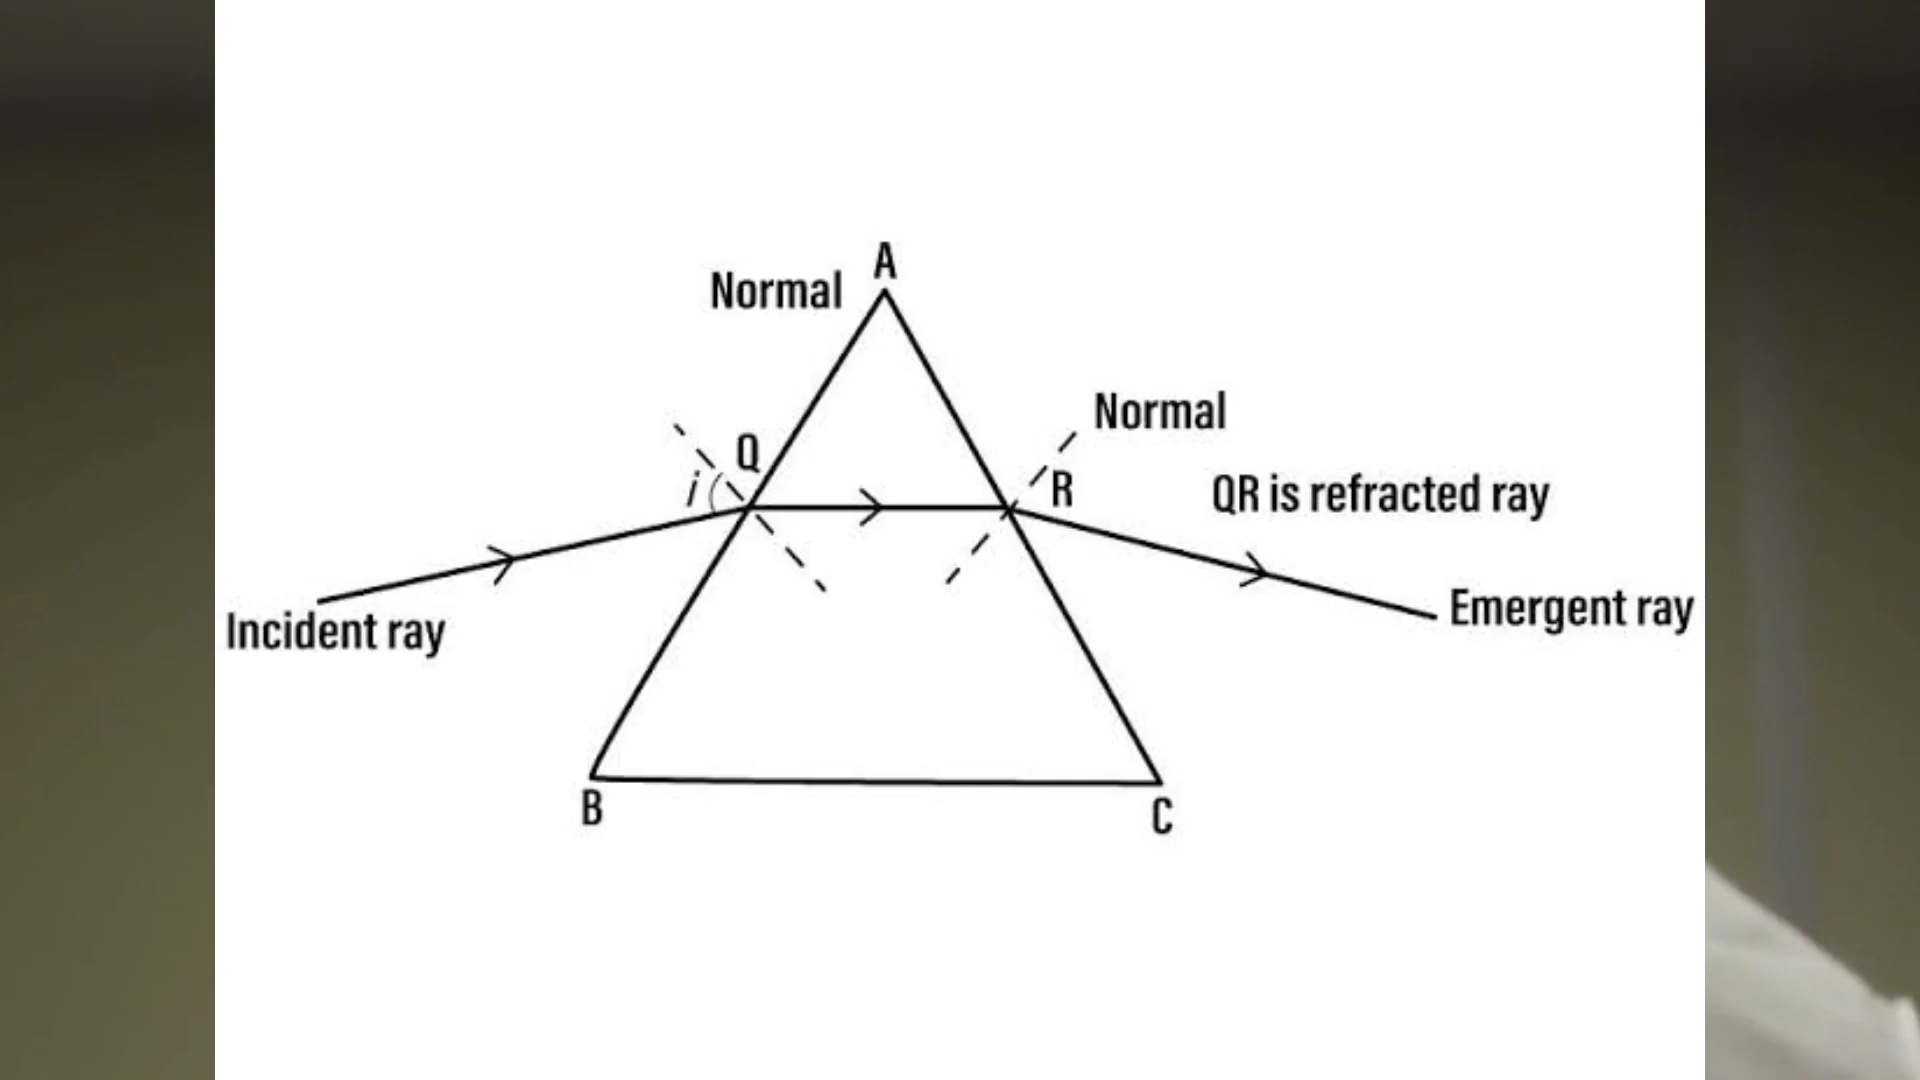 A
Normal
Normal
Q
i
R
QR is refracted ray
Incident ray
Emergent ray
B
C